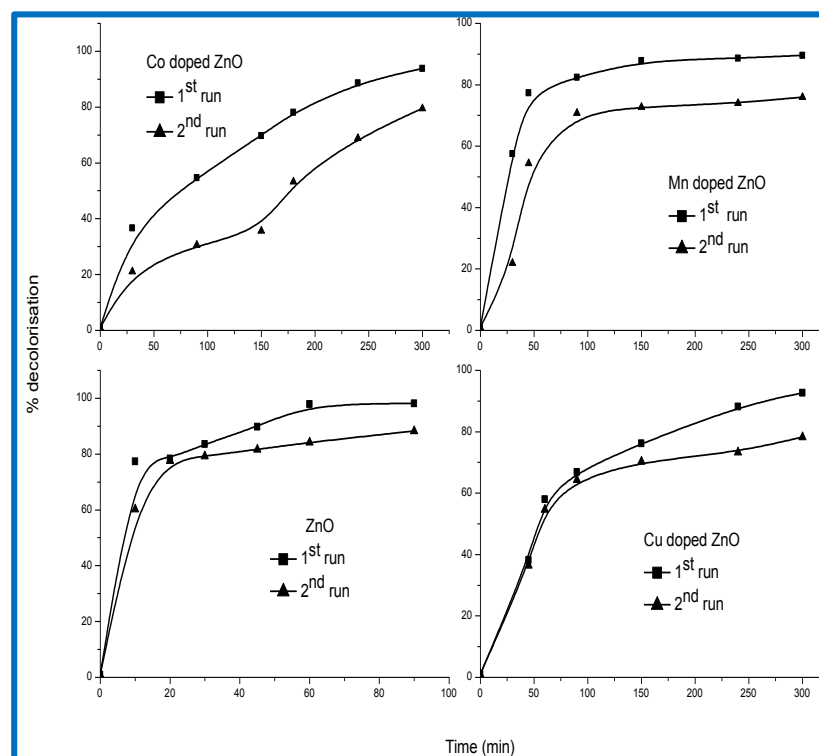 % decolorisation
100
80
60
40
20
0
Co doped ZnO
1st run
2nd run
0 50 100 150 200 250 300
100
80
60
40
20
0
Mn doped ZnO
1st run
2nd run
0 50 100 150 200 250 300
100
80
60
40
20
0
ZnO
1st run
2nd run
0 20 40 60 80 100
100
80
60
40
20
0
Cu doped ZnO
1st run
2nd run
0 50 100 150 200 250 300
Time (min)